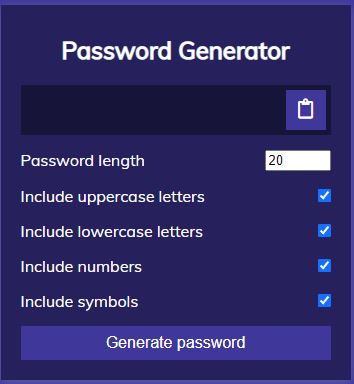 Password Generator
Password length 20
Include uppercase letters
Include lowercase letters
Include numbers
Include symbols
Generate password